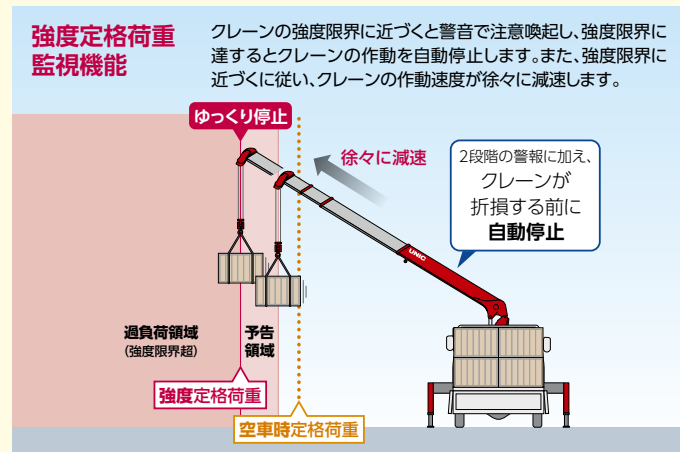 強度定格荷重
監視機能
クレーンの強度限界に近づくと警音で注意喚起し、強度限界に
達するとクレーンの作動を自動停止します。また、強度限界に
近づくに従い、クレーンの作動速度が徐々に減速します。
ゆっくり停止
徐々に減速
2段階の警報に加え、
クレーンが
折損する前に
自動停止
UNIC
過負荷領域
(強度限界超)
予告
領域
強度定格荷重
空車時定格荷重